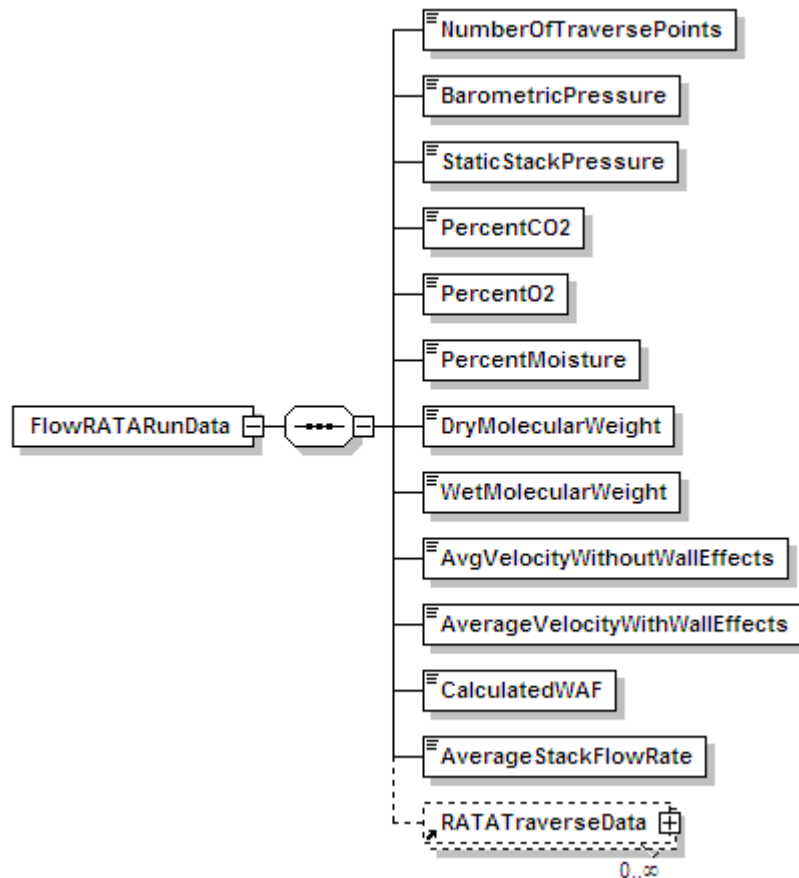 NumberOfTraversePoints
BarometricPressure
StaticStackPressure
PercentCO2
PercentO2
PercentMoisture
FlowRATARunData
DryMolecularWeight
WetMolecularWeight
AvgVelocityWithoutWallEffects
AverageVelocityWithWallEffects
CalculatedWAF
AverageStackFlowRate
RATATraverseData
0..∞